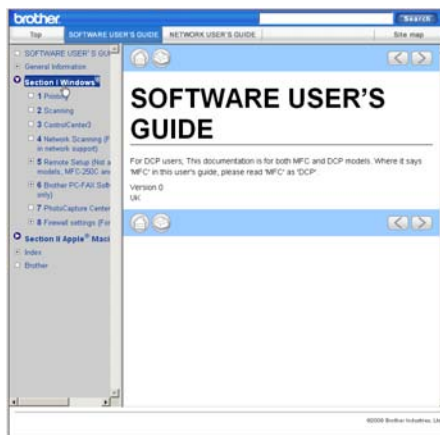 brother
Search
Top SOFTWARE USER'S GUIDE NETWORK USER'S GUIDE Site map
SOFTWARE USER'S GUI
General Information
Section I Windows®
1 Printing
2 Scanning
3 ControlCenter3
4 Network Scanning (F
in network support)
5 Remote Setup (Not a
models, MFC-250C and
6 Brother PC-FAX Soft
only)
7 PhotoCapture Center
8 Firewall settings (For
Section II Apple® Maci
Index
Brother
SOFTWARE USER'S
GUIDE
For DCP users, This documentation is for both MFC and DCP models. Where it says
'MFC' in this user's guide, please read 'MFC' as 'DCP'.
Version 0
UK
Brother Industries, Ltd